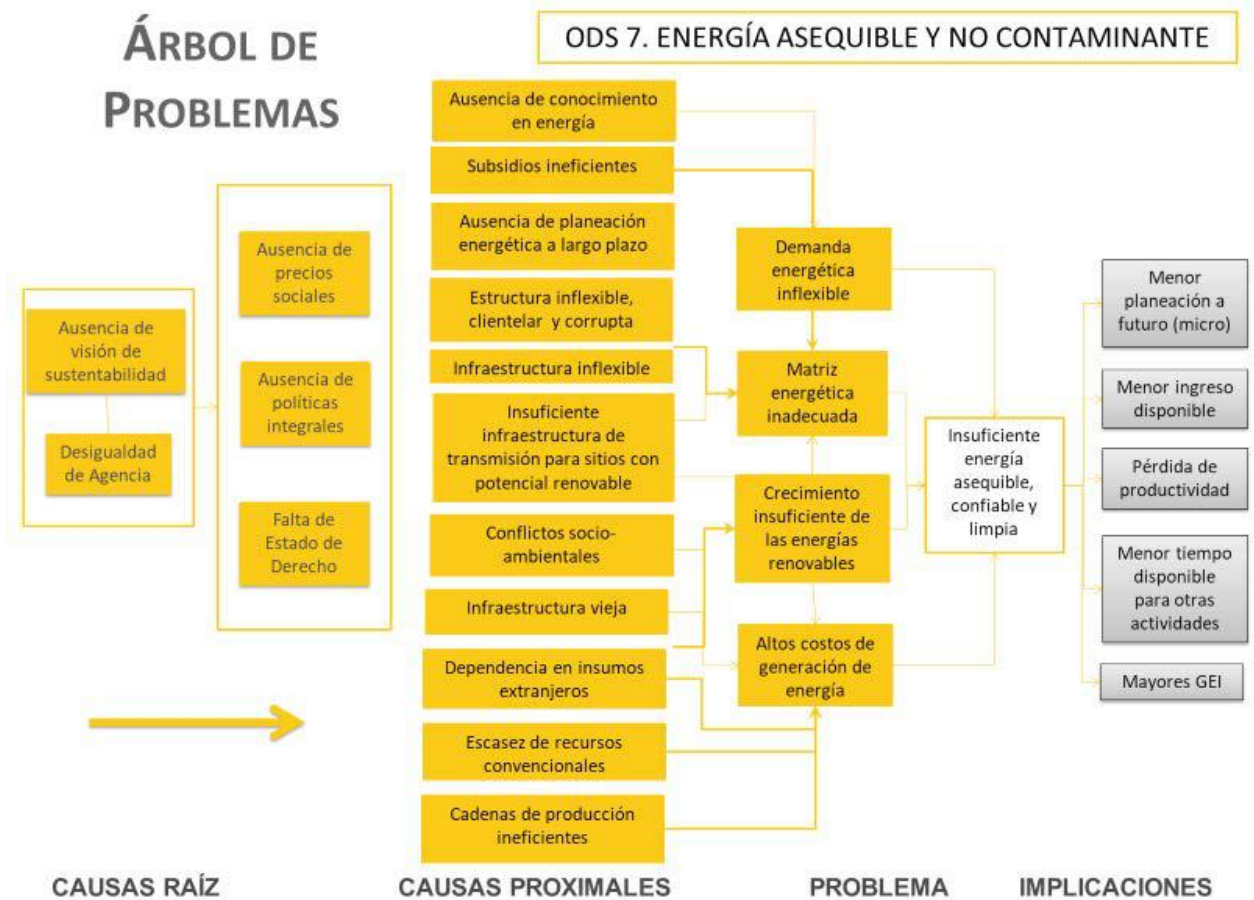 ÁRBOL DE
PROBLEMAS
ODS 7. ENERGÍA ASEQUIBLE Y NO CONTAMINANTE
Ausencia de
visión de
sustentabilidad
Desigualdad
de Agencia
Ausencia de
precios
sociales
Ausencia de
políticas
integrales
Falta de
Estado de
Derecho
Ausencia de conocimiento
en energía
Subsidios ineficientes
Ausencia de planeación
energética a largo plazo
Estructura inflexible,
clientelar y corrupta
Infraestructura inflexible
Insuficiente
infraestructura de
transmisión para sitios con
potencial renovable
Conflictos socio-
ambientales
Infraestructura vieja
Dependencia en insumos
extranjeros
Escasez de recursos
convencionales
Cadenas de producción
ineficientes
Demanda
energética
inflexible
Matriz
energética
inadecuada
Crecimiento
insuficiente de
las energías
renovables
Altos costos de
generación de
energía
Insuficiente
energía
asequible,
confiable y
limpia
Menor
planeación a
futuro (micro)
Menor ingreso
disponible
Pérdida de
productividad
Menor tiempo
disponible
para otras
actividades
Mayores GEI
CAUSAS RAÍZ
CAUSAS PROXIMALES
PROBLEMA
IMPLICACIONES